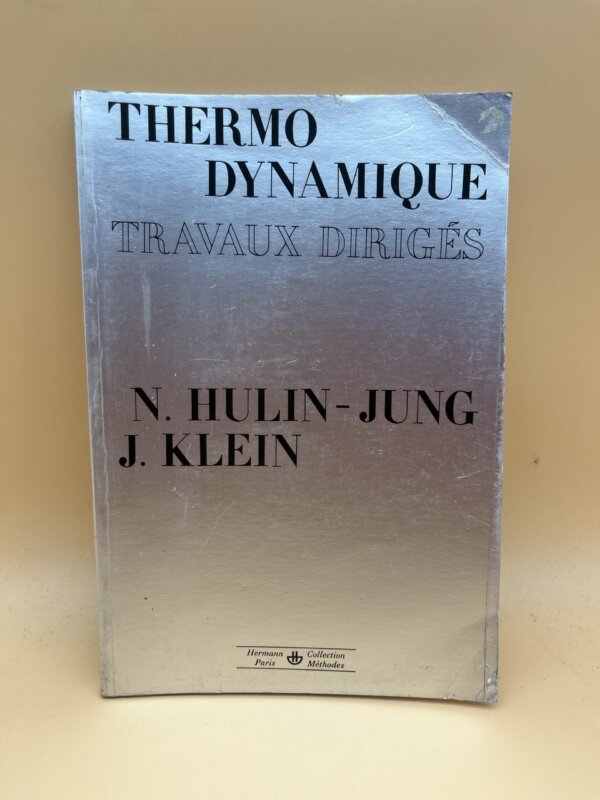 THERMO
DYNAMIQUE
TRAVAUX DIRIGÉS
N. HULIN-JUNG
J. KLEIN
Hermann Collection
Paris Méthodes